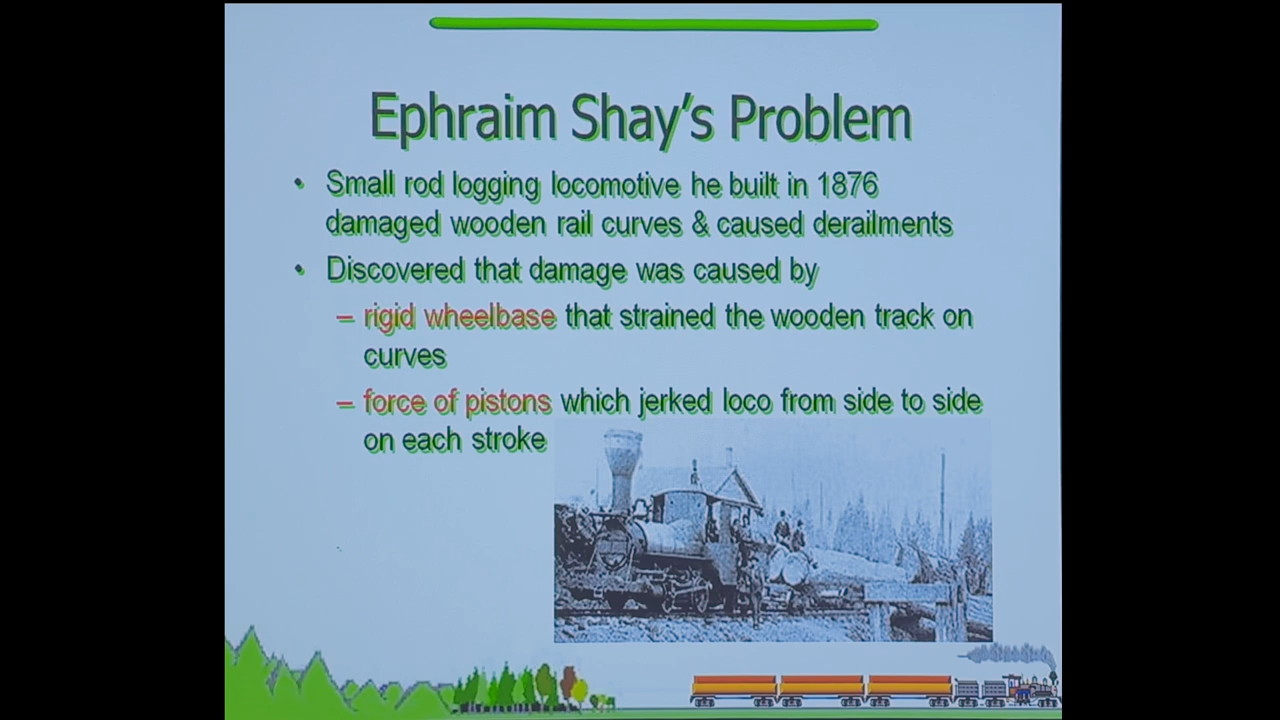 Ephraim Shay's Problem
• Small rod logging locomotive he built in 1876
damaged wooden rail curves & caused derailments
• Discovered that damage was caused by
– rigid wheelbase that strained the wooden track on
curves
– force of pistons which jerked loco from side to side
on each stroke